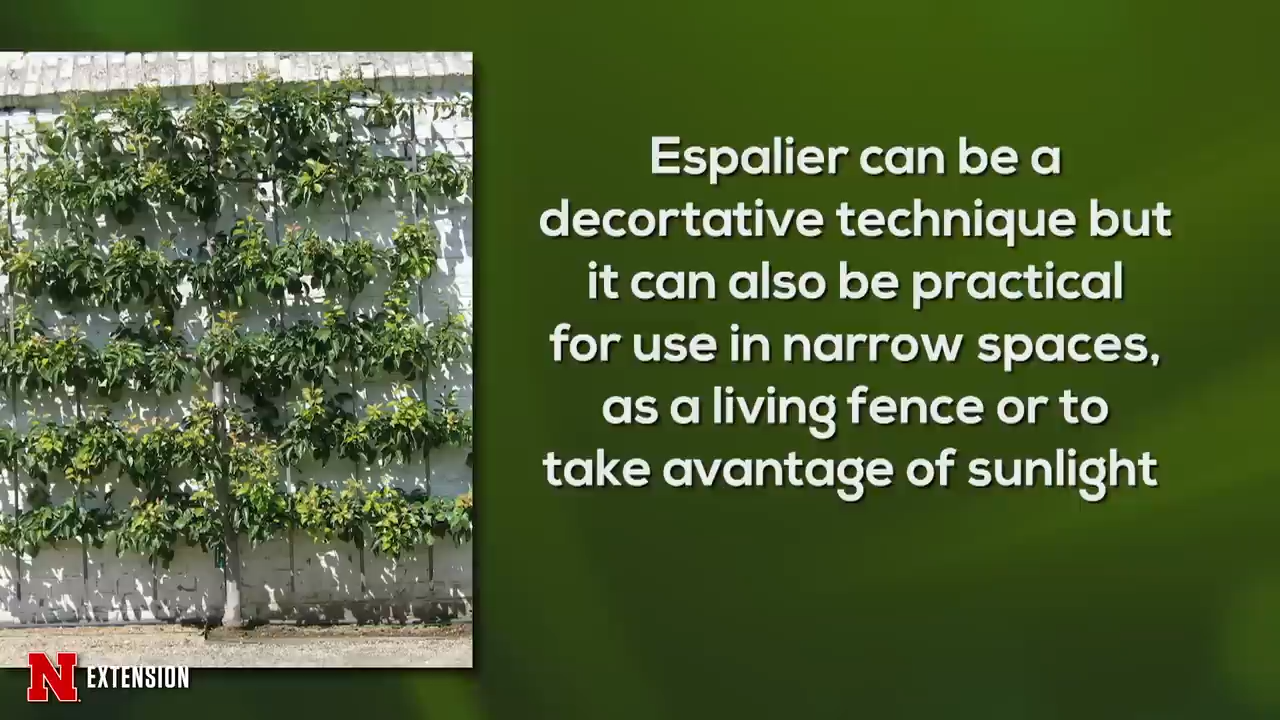 Espalier can be a
decortative technique but
it can also be practical
for use in narrow spaces,
as a living fence or to
take avantage of sunlight
N EXTENSION